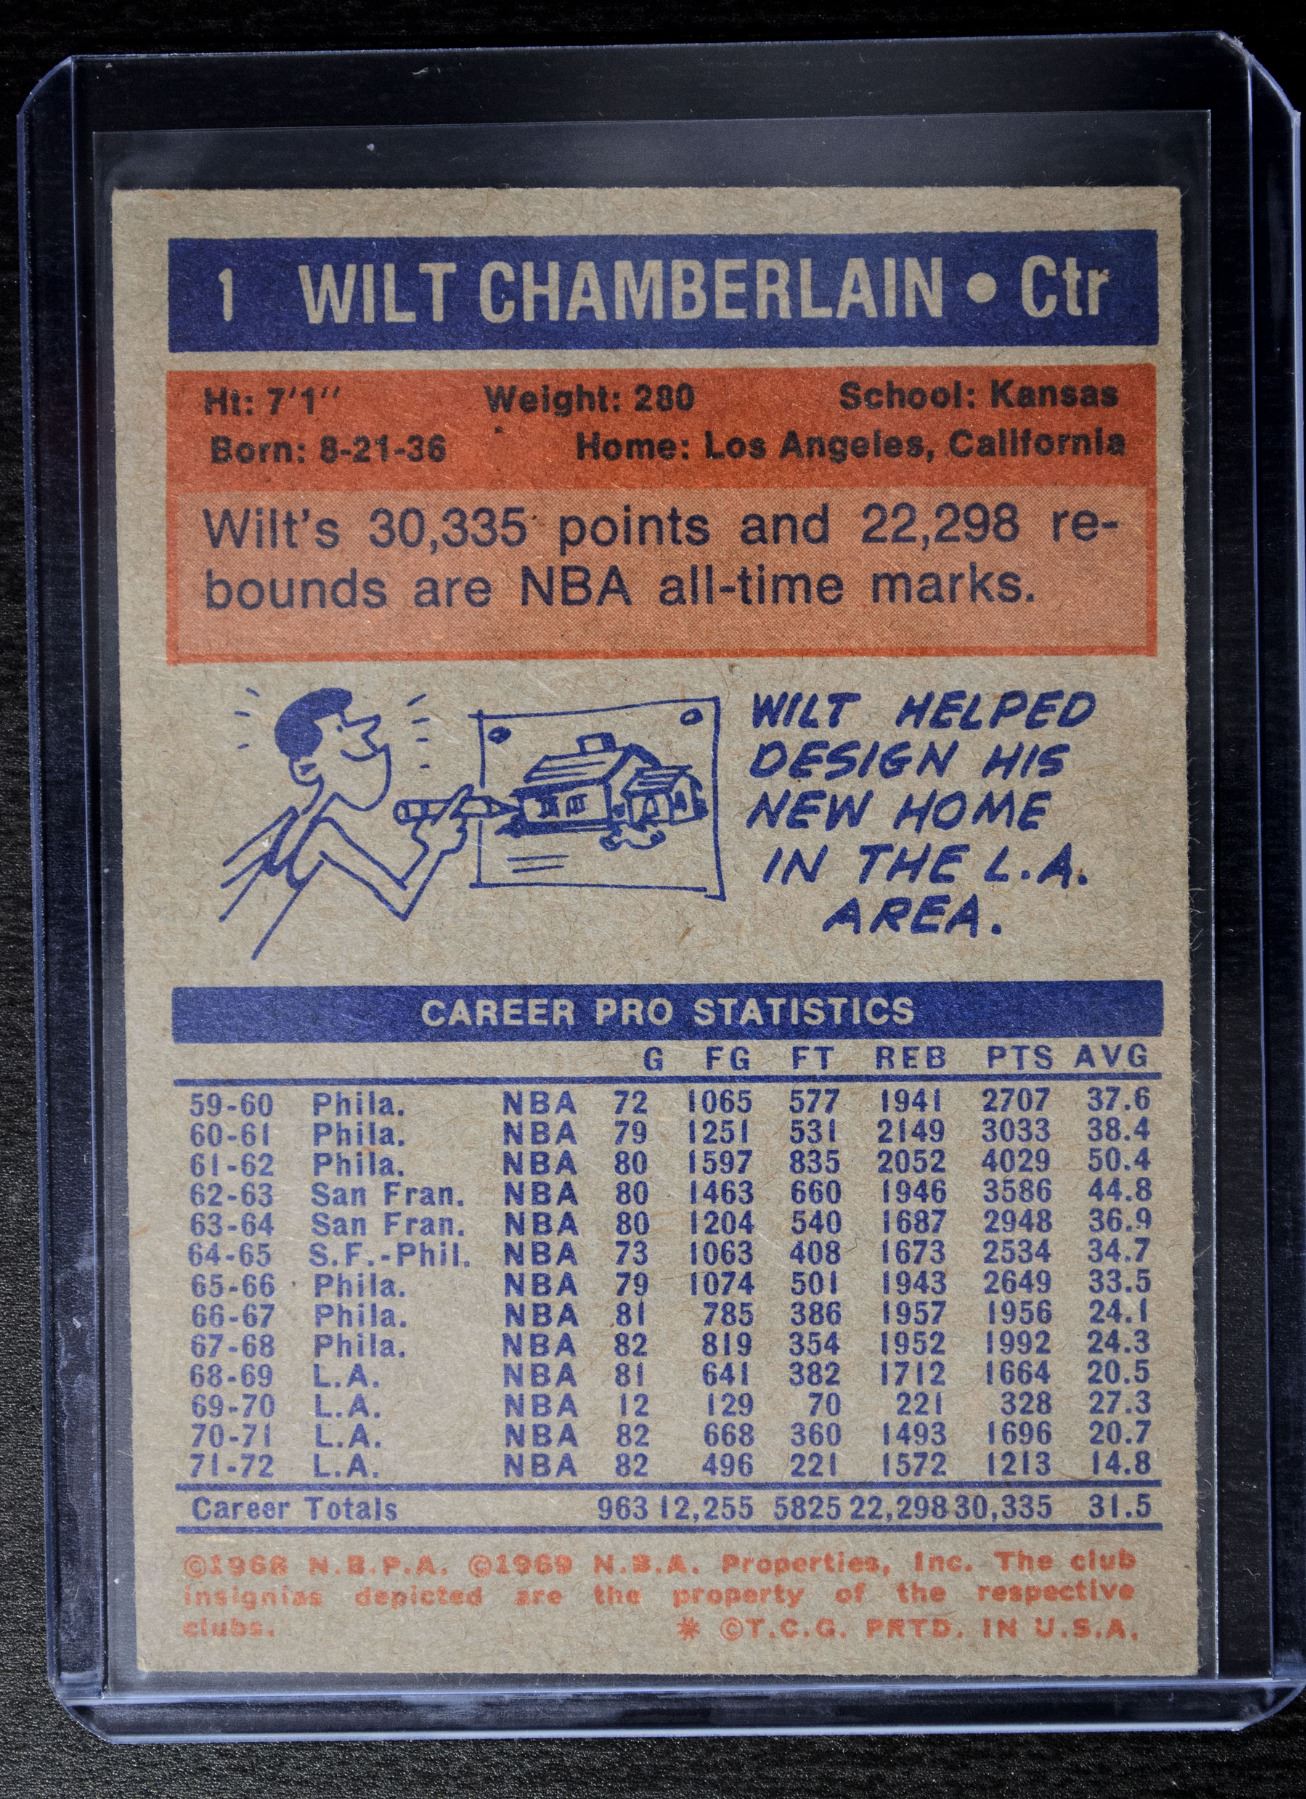 1 WILT CHAMBERLAIN • Ctr
Ht: 7'1'' Weight: 280 School: Kansas
Born: 8-21-36 Home: Los Angeles, California
Wilt's 30,335 points and 22,298 re-
bounds are NBA all-time marks.
WILT HELPED
DESIGN HIS
NEW HOME
IN THE L.A.
AREA.
CAREER PRO STATISTICS
G FG FT REB PTS AVG
59-60 Phila. NBA 72 1065 577 1941 2707 37.6
60-61 Phila. NBA 79 1251 531 2149 3033 38.4
61-62 Phila. NBA 80 1597 835 2052 4029 50.4
62-63 San Fran. NBA 80 1463 660 1946 3586 44.8
63-64 San Fran. NBA 80 1204 540 1687 2948 36.9
64-65 S.F.-Phil. NBA 73 1063 408 1673 2534 34.7
65-66 Phila. NBA 79 1074 501 1943 2649 33.5
66-67 Phila. NBA 81 785 386 1957 1956 24.1
67-68 Phila. NBA 82 819 354 1952 1992 24.3
68-69 L.A. NBA 81 641 382 1712 1664 20.5
69-70 L.A. NBA 12 129 70 221 328 27.3
70-71 L.A. NBA 82 668 360 1493 1696 20.7
71-72 L.A. NBA 82 496 221 1572 1213 14.8
Career Totals 963 12,255 5825 22,298 30,335 31.5
©1968 N.B.P.A. ©1969 N.B.A. Properties, Inc. The club
insignias depicted are the property of the respective
clubs. * ©T.C.G. PRTD. IN U.S.A.